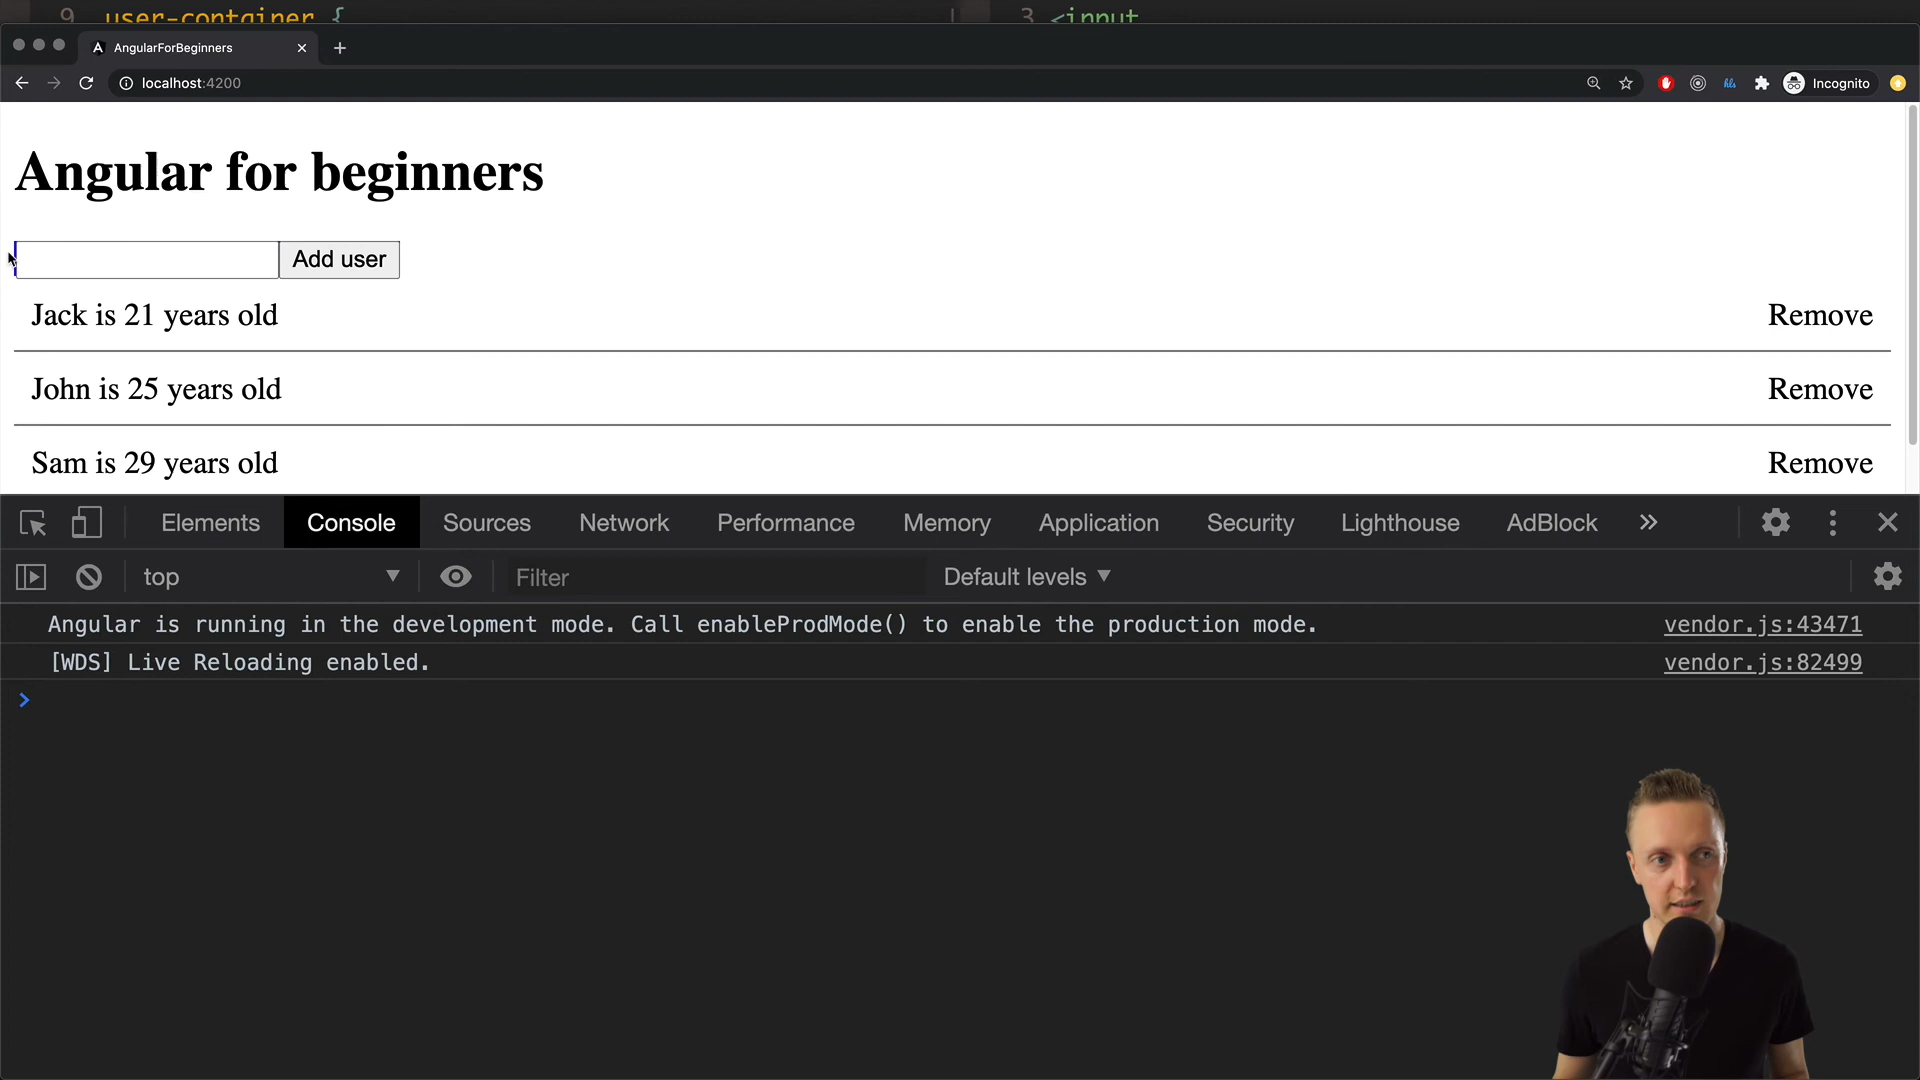 9 user-container {
3 <input
AngularForBeginners
localhost:4200
Incognito
Angular for beginners
Add user
Jack is 21 years old Remove
John is 25 years old Remove
Sam is 29 years old Remove
Elements Console Sources Network Performance Memory Application Security Lighthouse AdBlock
top Filter Default levels
Angular is running in the development mode. Call enableProdMode() to enable the production mode. vendor.js:43471
[WDS] Live Reloading enabled. vendor.js:82499